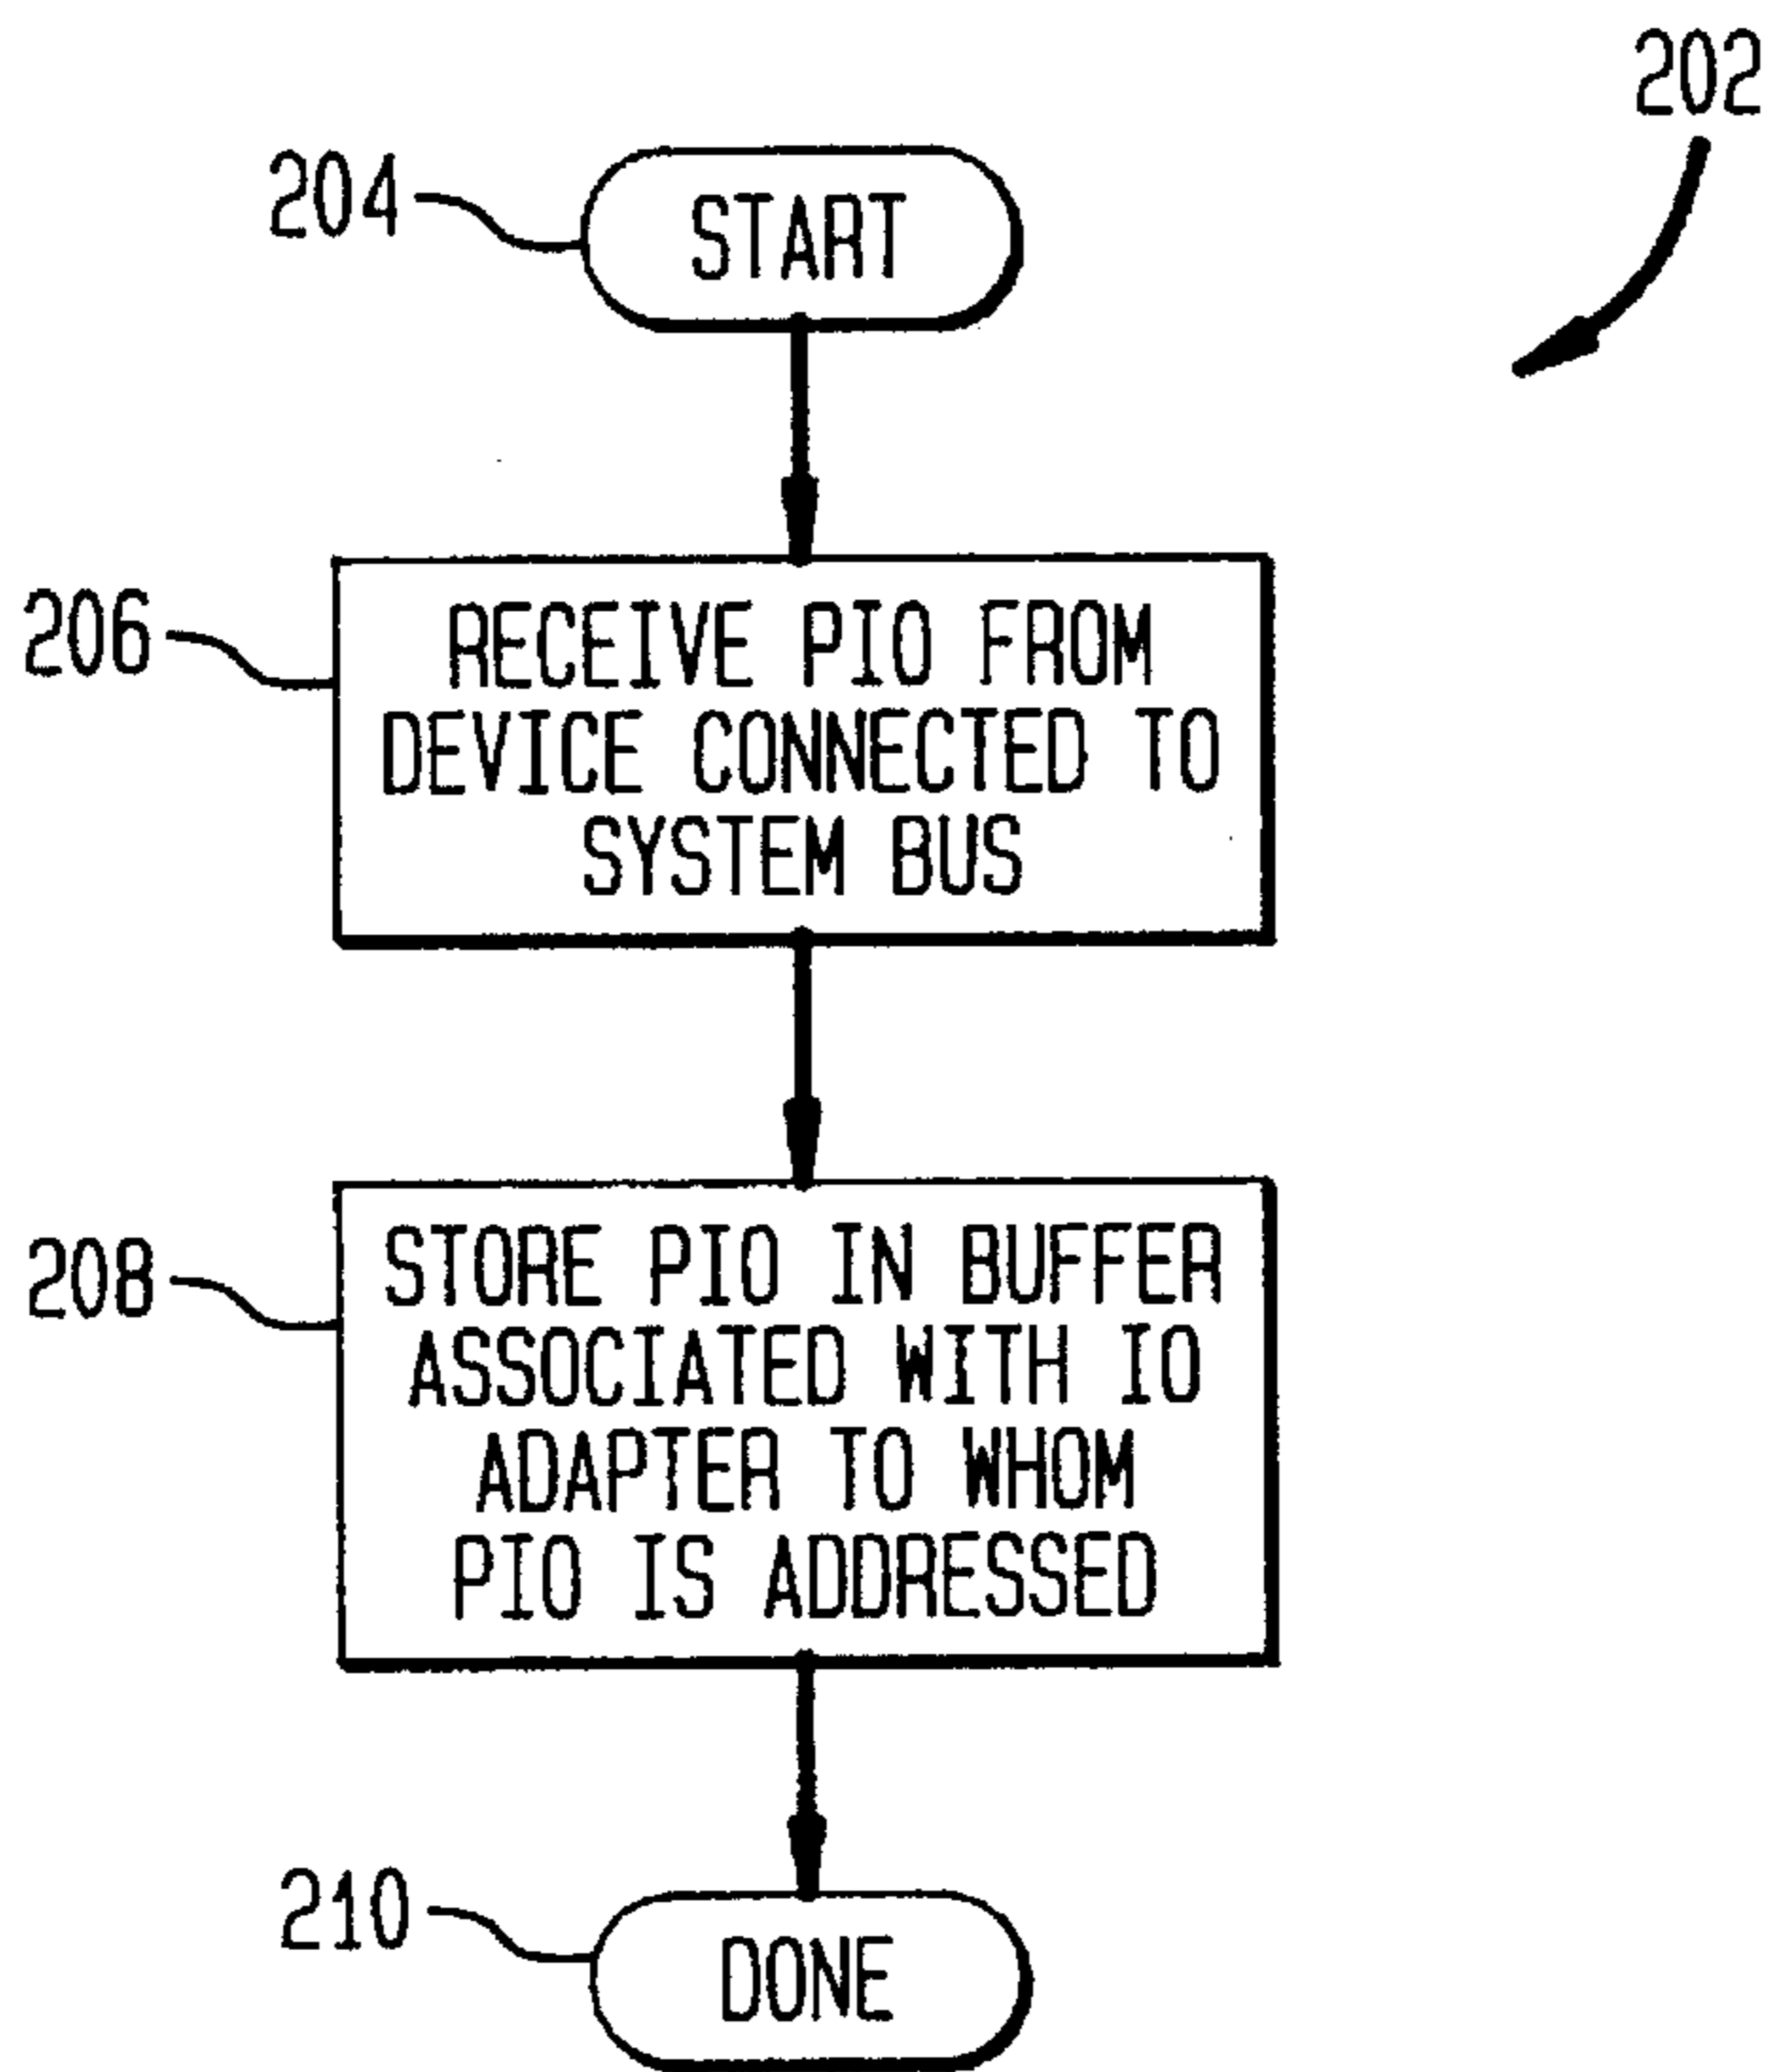 202
204
START
206
RECEIVE PIO FROM
DEVICE CONNECTED TO
SYSTEM BUS
208
STORE PIO IN BUFFER
ASSOCIATED WITH IO
ADAPTER TO WHOM
PIO IS ADDRESSED
210
DONE